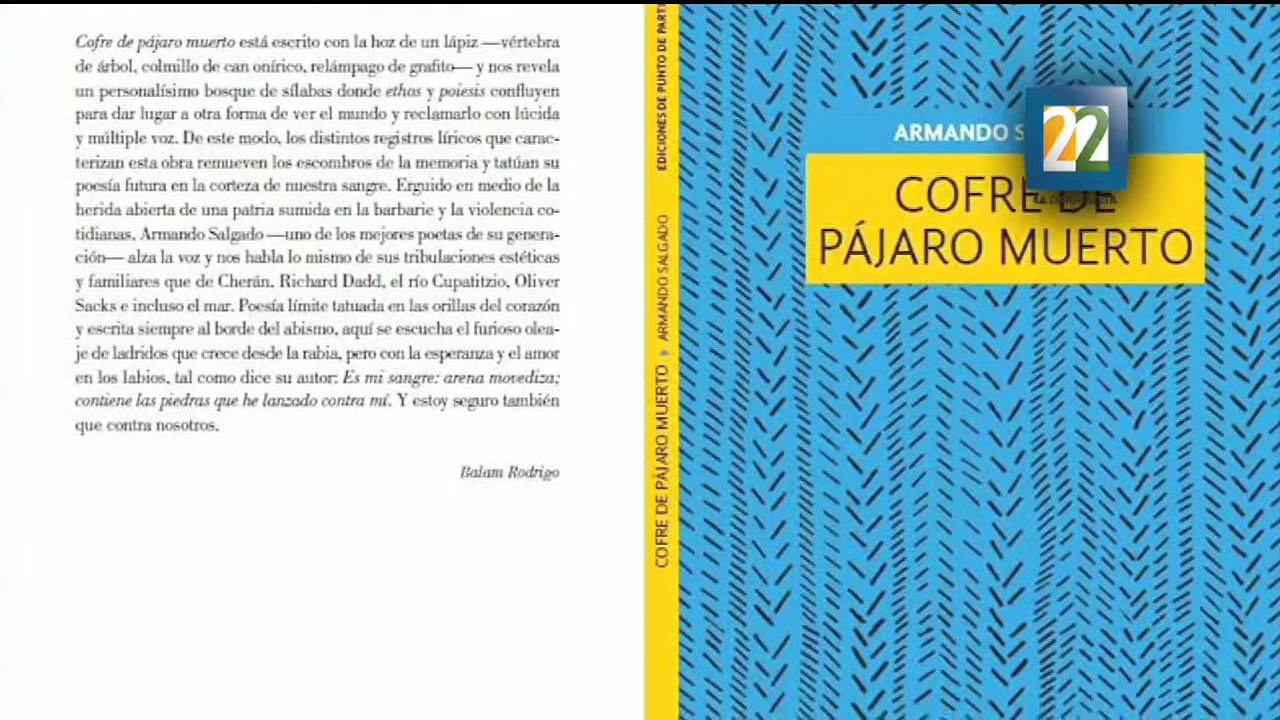 Cofre de pájaro muerto está escrito con la hoz de un lápiz —vértebra
de árbol, colmillo de can onírico, relámpago de grafito— y nos revela
un personalísimo bosque de sílabas donde ethos y poiesis confluyen
para dar lugar a otra forma de ver el mundo y reclamarlo con lúcida
y múltiple voz. De este modo, los distintos registros líricos que carac-
terizan esta obra remueven los escombros de la memoria y tatúan su
poesía futura en la corteza de nuestra sangre. Erguido en medio de la
herida abierta de una patria sumida en la barbarie y la violencia co-
tidianas, Armando Salgado —uno de los mejores poetas de su genera-
ción— alza la voz y nos habla lo mismo de sus tribulaciones estéticas
y familiares que de Cherán, Richard Dadd, el río Cupatitzio, Oliver
Sacks e incluso el mar. Poesía límite tatuada en las orillas del corazón
y escrita siempre al borde del abismo, aquí se escucha el furioso olea-
je de ladridos que crece desde la rabia, pero con la esperanza y el amor
en los labios, tal como dice su autor: Es mi sangre: arena movediza;
contiene las piedras que he lanzado contra mí. Y estoy seguro también
que contra nosotros.
Balam Rodrigo
COFRE DE PÁJARO MUERTO ARMANDO SALGADO EDICIONES DE PUNTO DE PART
ARMANDO S
COFRE DE
PÁJARO MUERTO
22